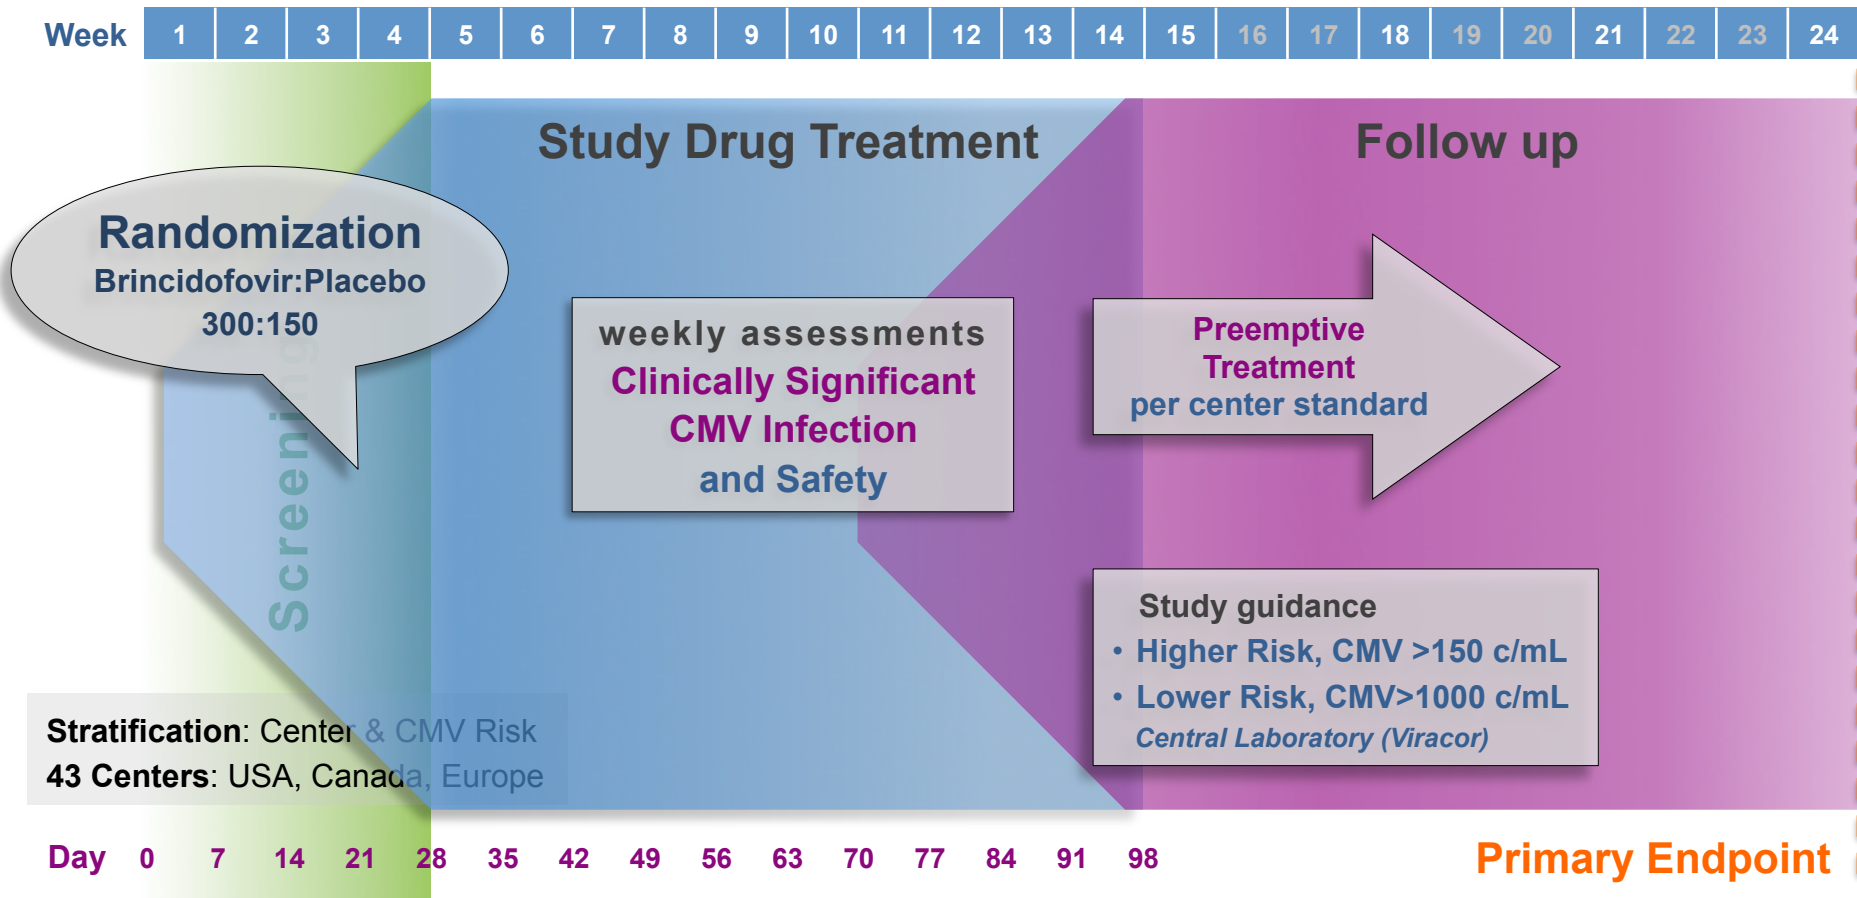 Week 1 2 3 4 5 6 7 8 9 10 11 12 13 14 15 16 17 18 19 20 21 22 23 24
Study Drug Treatment
Follow up
Randomization
Brincidofovir:Placebo
300:150
Screening
weekly assessments
Clinically Significant
CMV Infection
and Safety
Preemptive
Treatment
per center standard
Study guidance
• Higher Risk, CMV >150 c/mL
• Lower Risk, CMV>1000 c/mL
Central Laboratory (Viracor)
Stratification: Center & CMV Risk
43 Centers: USA, Canada, Europe
Day 0 7 14 21 28 35 42 49 56 63 70 77 84 91 98
Primary Endpoint